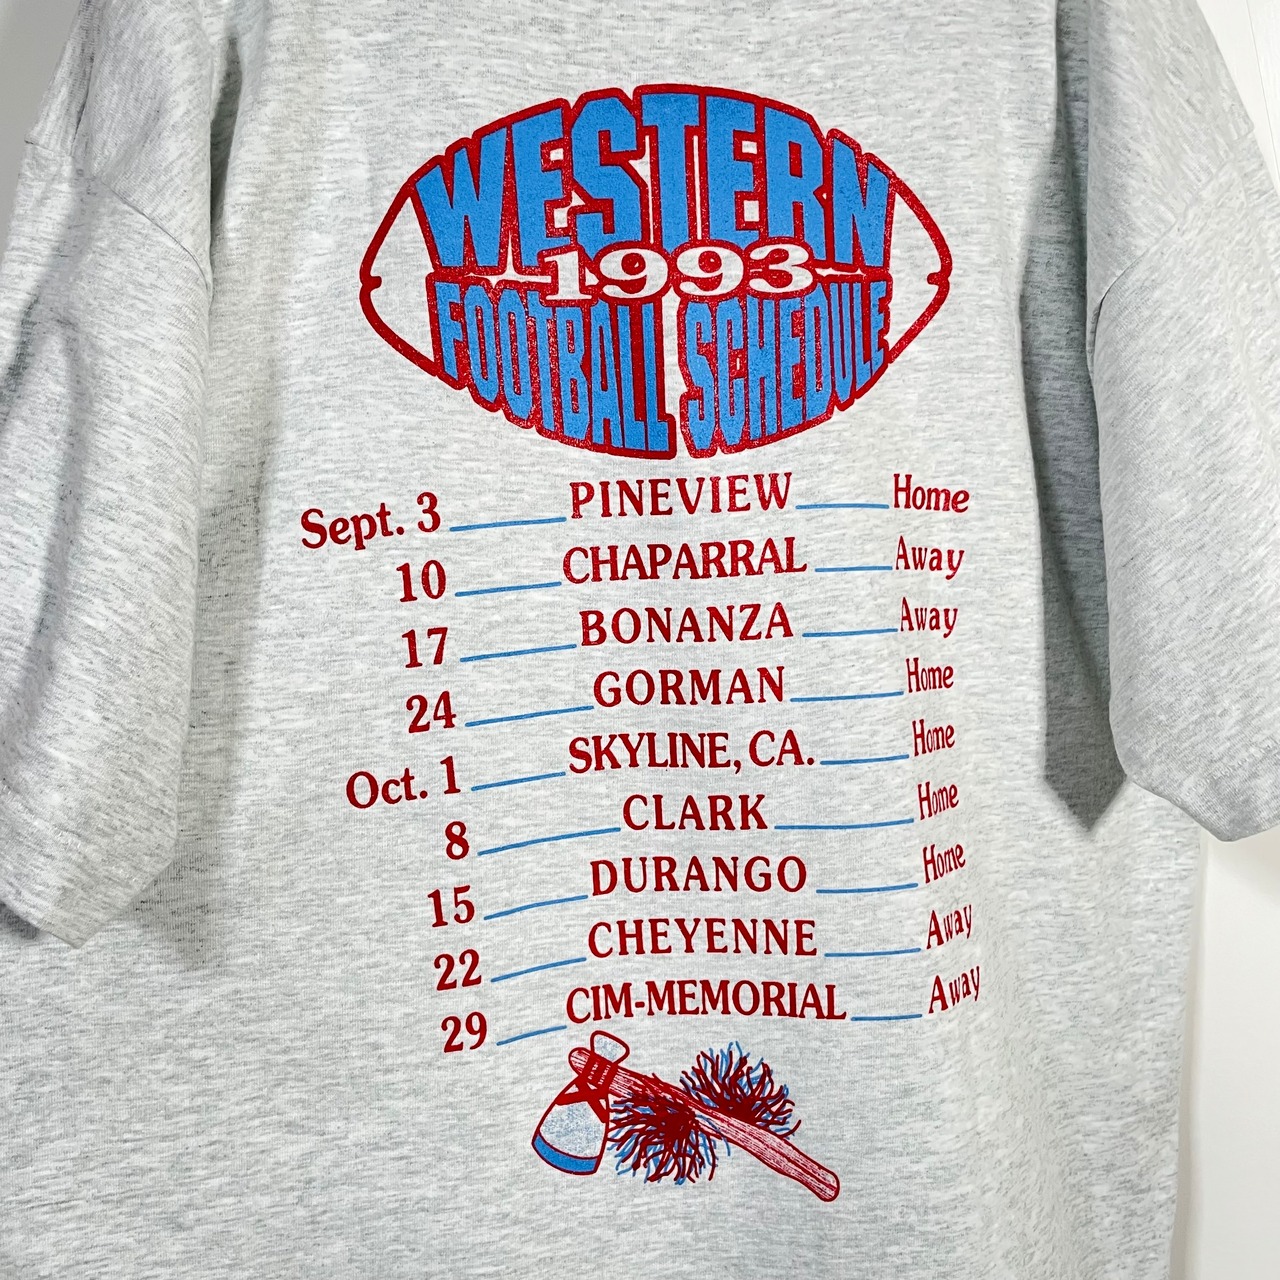 WESTERN
1993
FOOTBALL SCHEDULE
Sept. 3 PINEVIEW Home
10 CHAPARRAL Away
17 BONANZA Away
24 GORMAN Home
Oct. 1 SKYLINE, CA. Home
8 CLARK Home
15 DURANGO Home
22 CHEYENNE Away
29 CIM-MEMORIAL Away